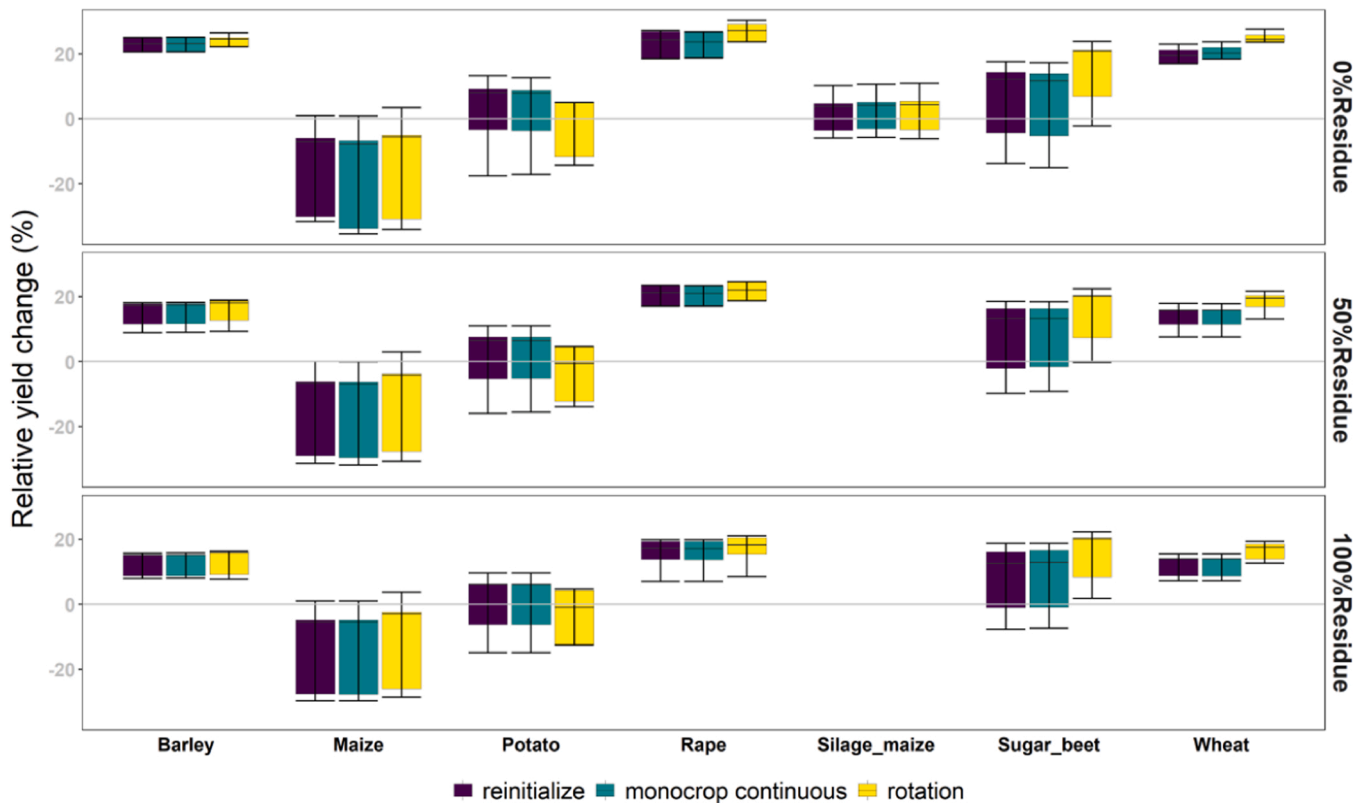 Relative yield change (%)
20
0
-20
0%Residue
20
0
-20
50%Residue
20
0
-20
100%Residue
Barley Maize Potato Rape Silage_maize Sugar_beet Wheat
reinitialize monocrop continuous rotation